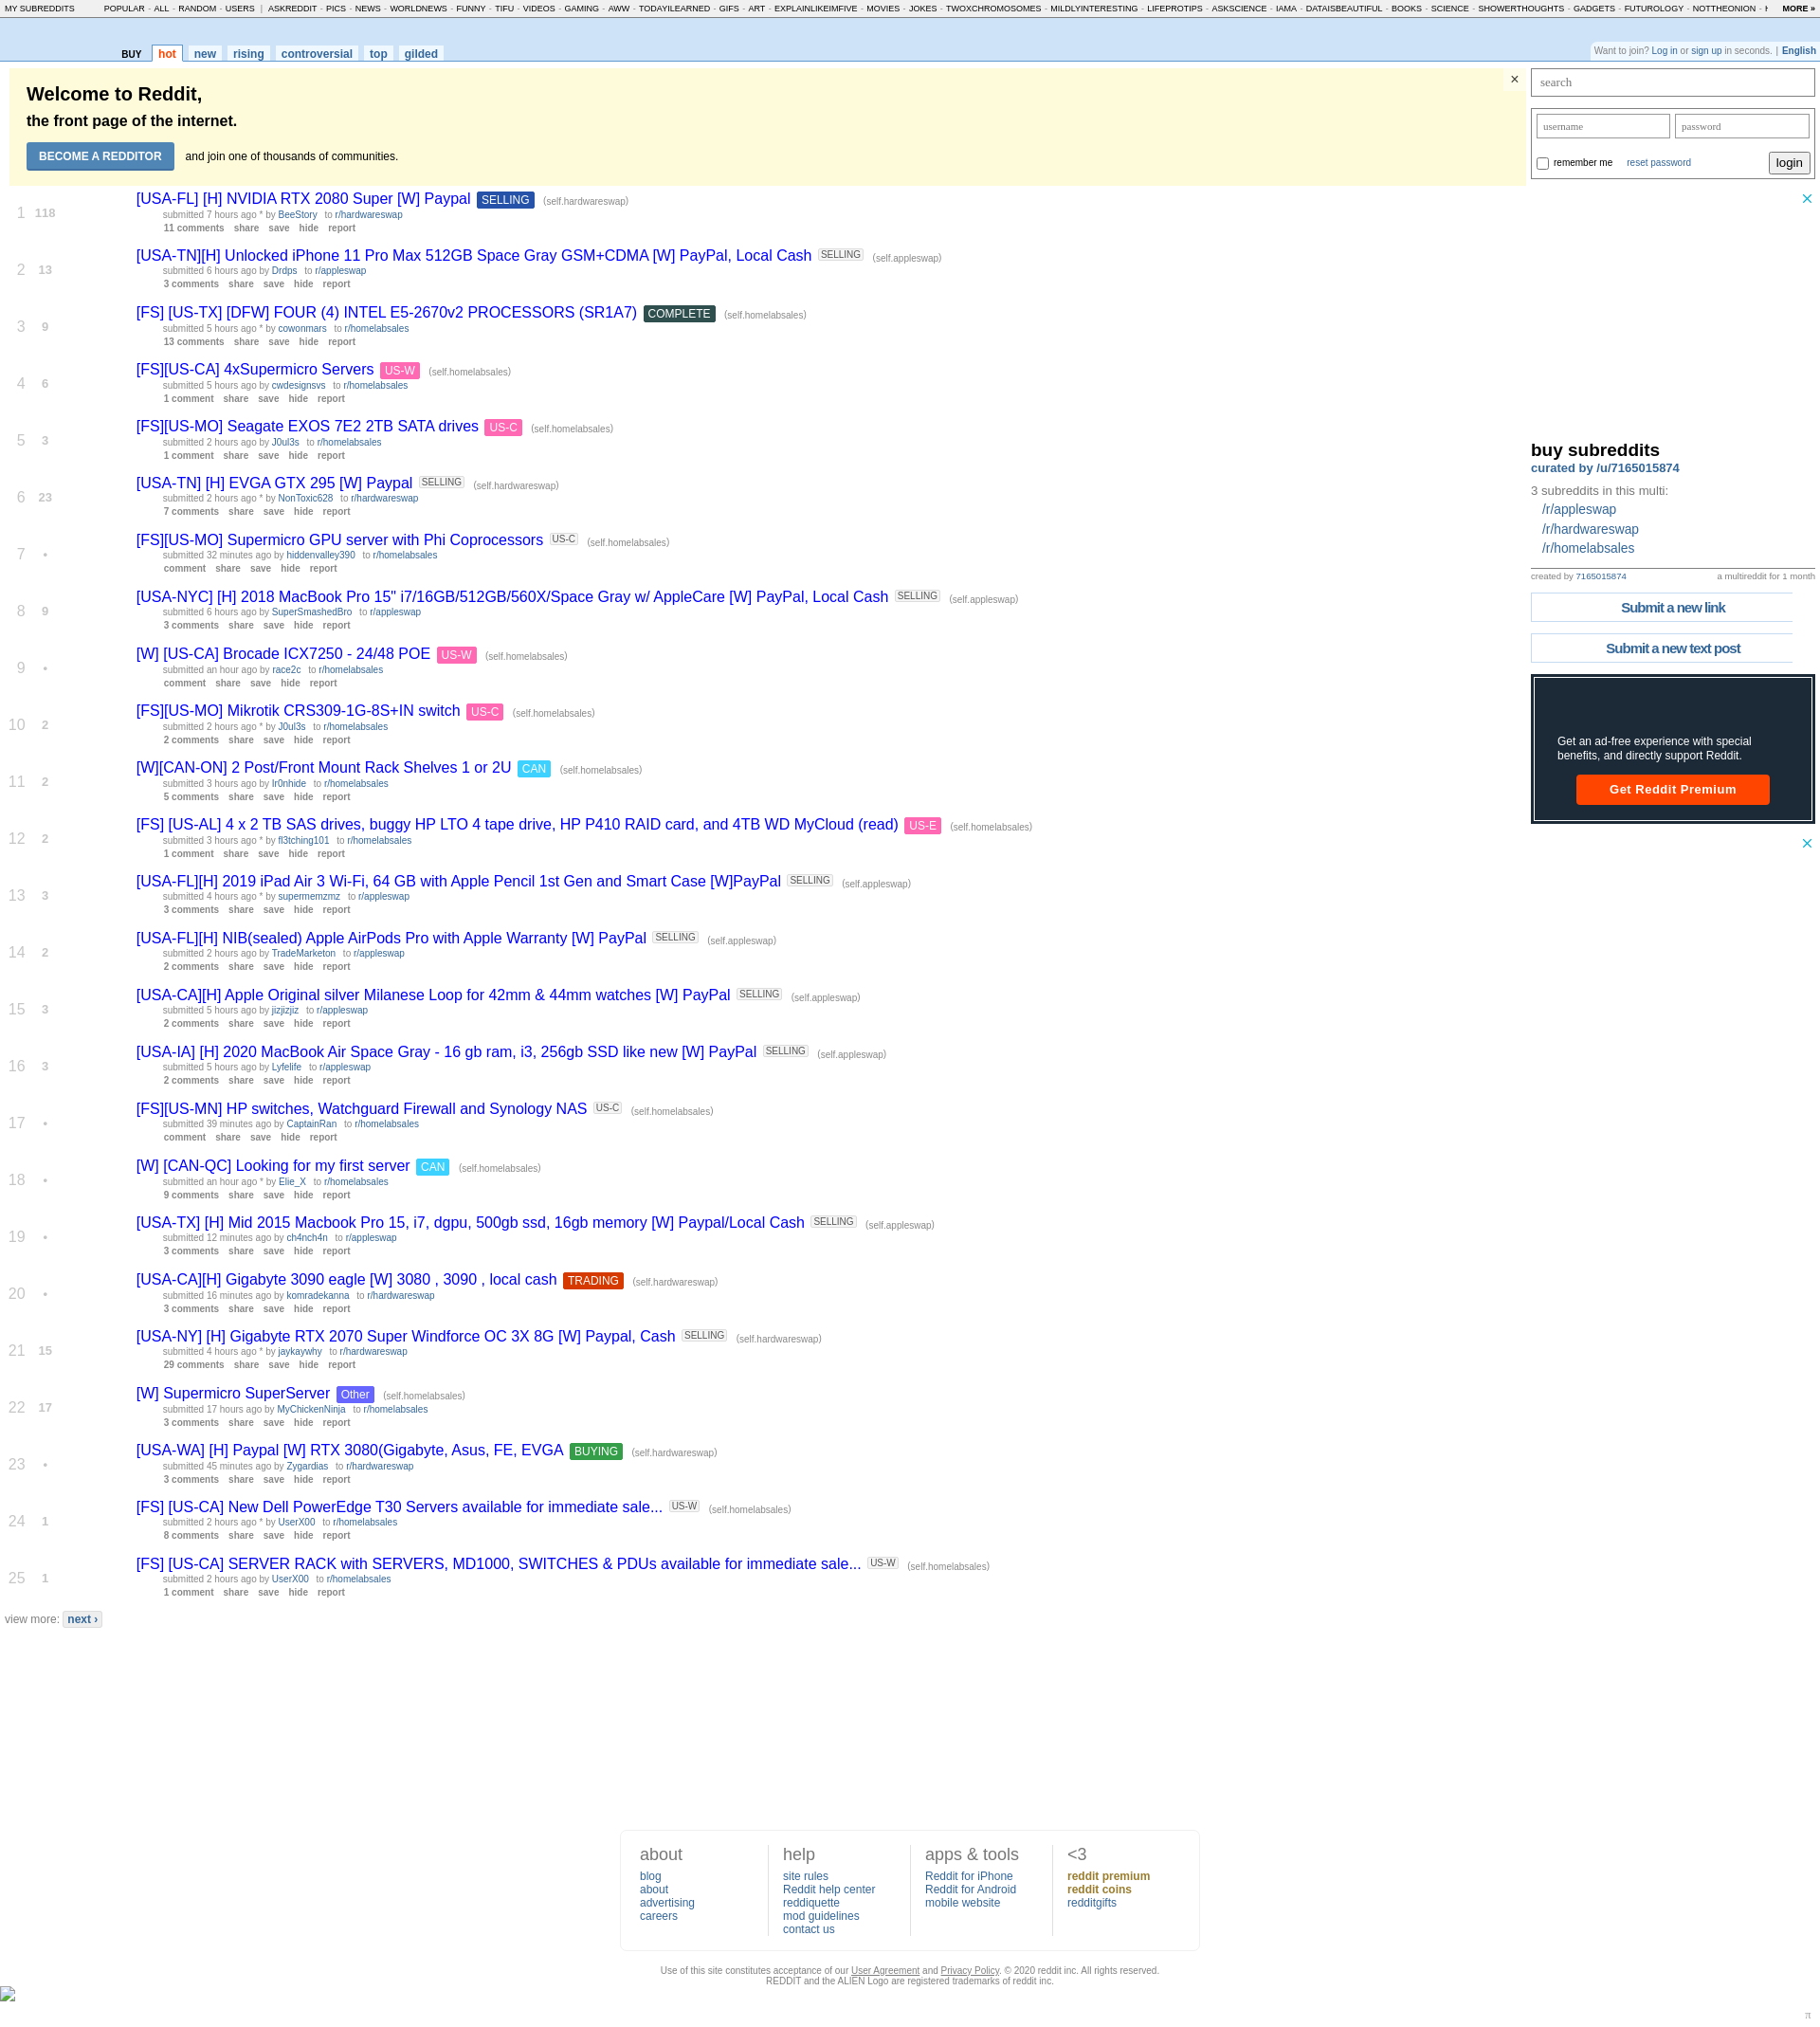 MY SUBREDDITS POPULAR - ALL - RANDOM - USERS | ASKREDDIT - PICS - NEWS - WORLDNEWS - FUNNY - TIFU - VIDEOS - GAMING - AWW - TODAYILEARNED - GIFS - ART - EXPLAINLIKEIMFIVE - MOVIES - JOKES - TWOXCHROMOSOMES - MILDLYINTERESTING - LIFEPROTIPS - ASKSCIENCE - IAMA - DATAISBEAUTIFUL - BOOKS - SCIENCE - SHOWERTHOUGHTS - GADGETS - FUTUROLOGY - NOTTHEONION - MORE »
BUY hot new rising controversial top gilded
Want to join? Log in or sign up in seconds. | English
Welcome to Reddit,
the front page of the internet.
BECOME A REDDITOR and join one of thousands of communities.
×
1 118 [USA-FL] [H] NVIDIA RTX 2080 Super [W] Paypal SELLING (self.hardwareswap)
submitted 7 hours ago * by BeeStory to r/hardwareswap
11 comments share save hide report
2 13 [USA-TN][H] Unlocked iPhone 11 Pro Max 512GB Space Gray GSM+CDMA [W] PayPal, Local Cash SELLING (self.appleswap)
submitted 6 hours ago by Drdps to r/appleswap
3 comments share save hide report
3 9 [FS] [US-TX] [DFW] FOUR (4) INTEL E5-2670v2 PROCESSORS (SR1A7) COMPLETE (self.homelabsales)
submitted 5 hours ago * by cowonmars to r/homelabsales
13 comments share save hide report
4 6 [FS][US-CA] 4xSupermicro Servers US-W (self.homelabsales)
submitted 5 hours ago by cwdesignsvs to r/homelabsales
1 comment share save hide report
5 3 [FS][US-MO] Seagate EXOS 7E2 2TB SATA drives US-C (self.homelabsales)
submitted 2 hours ago by J0ul3s to r/homelabsales
1 comment share save hide report
6 23 [USA-TN] [H] EVGA GTX 295 [W] Paypal SELLING (self.hardwareswap)
submitted 2 hours ago * by NonToxic628 to r/hardwareswap
7 comments share save hide report
7 • [FS][US-MO] Supermicro GPU server with Phi Coprocessors US-C (self.homelabsales)
submitted 32 minutes ago by hiddenvalley390 to r/homelabsales
comment share save hide report
8 9 [USA-NYC] [H] 2018 MacBook Pro 15" i7/16GB/512GB/560X/Space Gray w/ AppleCare [W] PayPal, Local Cash SELLING (self.appleswap)
submitted 6 hours ago by SuperSmashedBro to r/appleswap
3 comments share save hide report
9 • [W] [US-CA] Brocade ICX7250 - 24/48 POE US-W (self.homelabsales)
submitted an hour ago by race2c to r/homelabsales
comment share save hide report
10 2 [FS][US-MO] Mikrotik CRS309-1G-8S+IN switch US-C (self.homelabsales)
submitted 2 hours ago * by J0ul3s to r/homelabsales
2 comments share save hide report
11 2 [W][CAN-ON] 2 Post/Front Mount Rack Shelves 1 or 2U CAN (self.homelabsales)
submitted 3 hours ago by Ir0nhide to r/homelabsales
5 comments share save hide report
12 2 [FS] [US-AL] 4 x 2 TB SAS drives, buggy HP LTO 4 tape drive, HP P410 RAID card, and 4TB WD MyCloud (read) US-E (self.homelabsales)
submitted 3 hours ago * by fl3tching101 to r/homelabsales
1 comment share save hide report
13 3 [USA-FL][H] 2019 iPad Air 3 Wi-Fi, 64 GB with Apple Pencil 1st Gen and Smart Case [W]PayPal SELLING (self.appleswap)
submitted 4 hours ago * by supermemzmz to r/appleswap
3 comments share save hide report
14 2 [USA-FL][H] NIB(sealed) Apple AirPods Pro with Apple Warranty [W] PayPal SELLING (self.appleswap)
submitted 2 hours ago by TradeMarketon to r/appleswap
2 comments share save hide report
15 3 [USA-CA][H] Apple Original silver Milanese Loop for 42mm & 44mm watches [W] PayPal SELLING (self.appleswap)
submitted 5 hours ago by jizjizjiz to r/appleswap
2 comments share save hide report
16 3 [USA-IA] [H] 2020 MacBook Air Space Gray - 16 gb ram, i3, 256gb SSD like new [W] PayPal SELLING (self.appleswap)
submitted 5 hours ago by Lyfelife to r/appleswap
2 comments share save hide report
17 • [FS][US-MN] HP switches, Watchguard Firewall and Synology NAS US-C (self.homelabsales)
submitted 39 minutes ago by CaptainRan to r/homelabsales
comment share save hide report
18 • [W] [CAN-QC] Looking for my first server CAN (self.homelabsales)
submitted an hour ago * by Elie_X to r/homelabsales
9 comments share save hide report
19 • [USA-TX] [H] Mid 2015 Macbook Pro 15, i7, dgpu, 500gb ssd, 16gb memory [W] Paypal/Local Cash SELLING (self.appleswap)
submitted 12 minutes ago by ch4nch4n to r/appleswap
3 comments share save hide report
20 • [USA-CA][H] Gigabyte 3090 eagle [W] 3080 , 3090 , local cash TRADING (self.hardwareswap)
submitted 16 minutes ago by komradekanna to r/hardwareswap
3 comments share save hide report
21 15 [USA-NY] [H] Gigabyte RTX 2070 Super Windforce OC 3X 8G [W] Paypal, Cash SELLING (self.hardwareswap)
submitted 4 hours ago * by jaykaywhy to r/hardwareswap
29 comments share save hide report
22 17 [W] Supermicro SuperServer Other (self.homelabsales)
submitted 17 hours ago by MyChickenNinja to r/homelabsales
3 comments share save hide report
23 • [USA-WA] [H] Paypal [W] RTX 3080(Gigabyte, Asus, FE, EVGA BUYING (self.hardwareswap)
submitted 45 minutes ago by Zygardias to r/hardwareswap
3 comments share save hide report
24 1 [FS] [US-CA] New Dell PowerEdge T30 Servers available for immediate sale... US-W (self.homelabsales)
submitted 2 hours ago * by UserX00 to r/homelabsales
8 comments share save hide report
25 1 [FS] [US-CA] SERVER RACK with SERVERS, MD1000, SWITCHES & PDUs available for immediate sale... US-W (self.homelabsales)
submitted 2 hours ago by UserX00 to r/homelabsales
1 comment share save hide report
view more: next ›
search
username password
remember me reset password login
×
buy subreddits
curated by /u/7165015874
3 subreddits in this multi:
/r/appleswap
/r/hardwareswap
/r/homelabsales
created by 7165015874 a multireddit for 1 month
Submit a new link
Submit a new text post
Get an ad-free experience with special
benefits, and directly support Reddit.
Get Reddit Premium
×
about
blog
about
advertising
careers
help
site rules
Reddit help center
reddiquette
mod guidelines
contact us
apps & tools
Reddit for iPhone
Reddit for Android
mobile website
<3
reddit premium
reddit coins
redditgifts
Use of this site constitutes acceptance of our User Agreement and Privacy Policy. © 2020 reddit inc. All rights reserved.
REDDIT and the ALIEN Logo are registered trademarks of reddit inc.
π